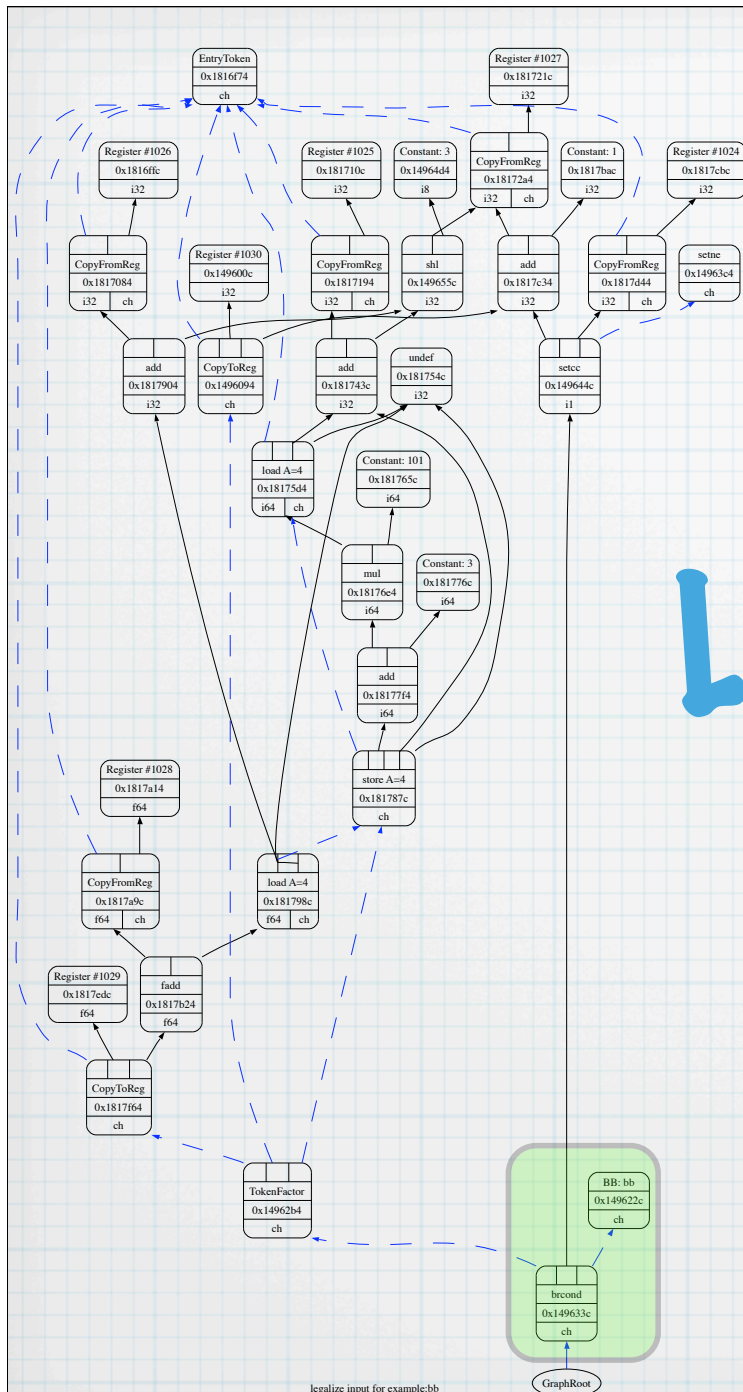 EntryToken
0x1816f74
ch
Register #1027
0x181721c
i32
Register #1026
0x1816ffc
i32
Register #1025
0x181710c
i32
Constant: 3
0x14964d4
i8
CopyFromReg
0x18172a4
i32 ch
Constant: 1
0x1817bac
i32
Register #1024
0x1817cbc
i32
CopyFromReg
0x1817084
i32 ch
Register #1030
0x149600c
i32
CopyFromReg
0x1817194
i32 ch
shl
0x149655c
i32
add
0x1817c34
i32
CopyFromReg
0x1817d44
i32 ch
setne
0x14963c4
ch
add
0x1817904
i32
CopyToReg
0x1496094
ch
add
0x181743c
i32
undef
0x181754c
i32
setcc
0x149644c
i1
load A=4
0x18175d4
i64 ch
Constant: 101
0x181765c
i64
mul
0x18176e4
i64
Constant: 3
0x181776c
i64
add
0x18177f4
i64
store A=4
0x181787c
ch
Register #1028
0x1817a14
f64
CopyFromReg
0x1817a9c
f64 ch
load A=4
0x181798c
f64 ch
Register #1029
0x1817edc
f64
fadd
0x1817b24
f64
CopyToReg
0x1817f64
ch
TokenFactor
0x14962b4
ch
BB: bb
0x149622c
ch
brcond
0x149633c
ch
GraphRoot
legalize input for example:bb